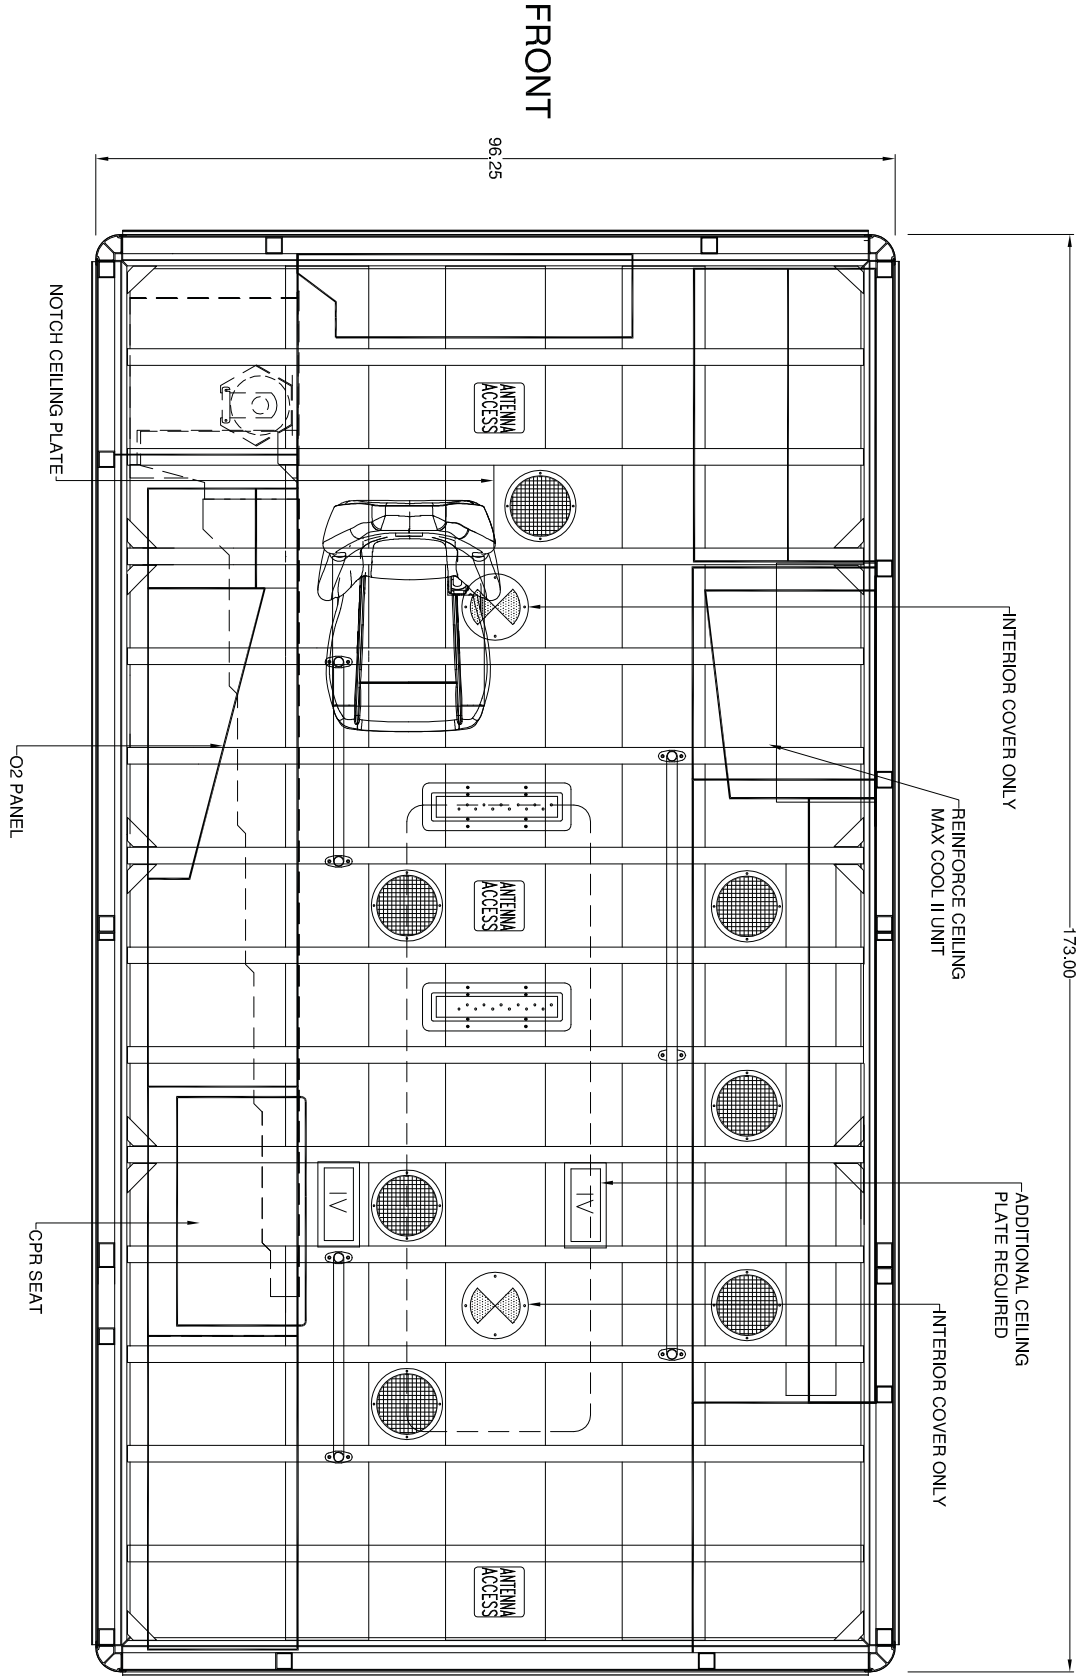 FRONT
96.25
173.00
NOTCH CEILING PLATE
ANTENNA
ACCESS
INTERIOR COVER ONLY
REINFORCE CEILING
MAX COOL II UNIT
O2 PANEL
ANTENNA
ACCESS
ADDITIONAL CEILING
PLATE REQUIRED
IV
IV
CPR SEAT
INTERIOR COVER ONLY
ANTENNA
ACCESS